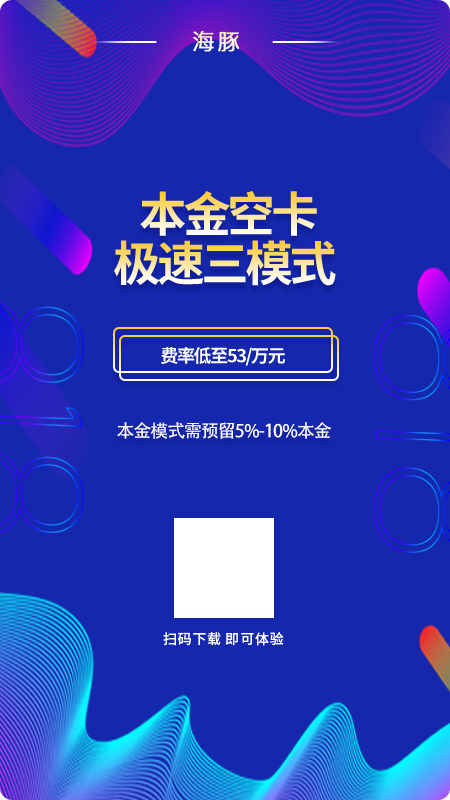 海豚
本金空卡
极速三模式
费率低至53/万元
本金模式需预留5%-10%本金
扫码下载 即可体验